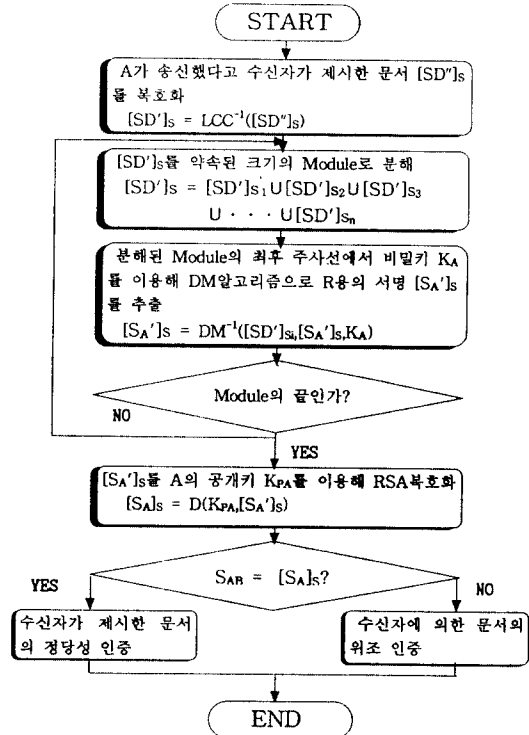 START
A가 송신했다고 수신자가 제시한 문서 [SD″]s
를 복호화
[SD′]s = LCC⁻¹([SD″]s)
[SD′]s를 약속된 크기의 Module로 분해
[SD′]s = [SD′]s₁∪[SD′]s₂∪[SD′]s₃
∪ · · · ∪[SD′]sₙ
분해된 Module의 최후 주사선에서 비밀키 KA
를 이용해 DM알고리즘으로 R용의 서명 [SA′]s
를 추출
[SA′]s = DM⁻¹([SD′]si,[SA′]s,KA)
Module의 끝인가?
NO
YES
[SA′]s를 A의 공개키 KPA를 이용해 RSA복호화
[SA]s = D(KPA,[SA′]s)
SAB = [SA]s?
YES
NO
수신자가 제시한 문서
의 정당성 인증
수신자에 의한 문서의
위조 인증
END